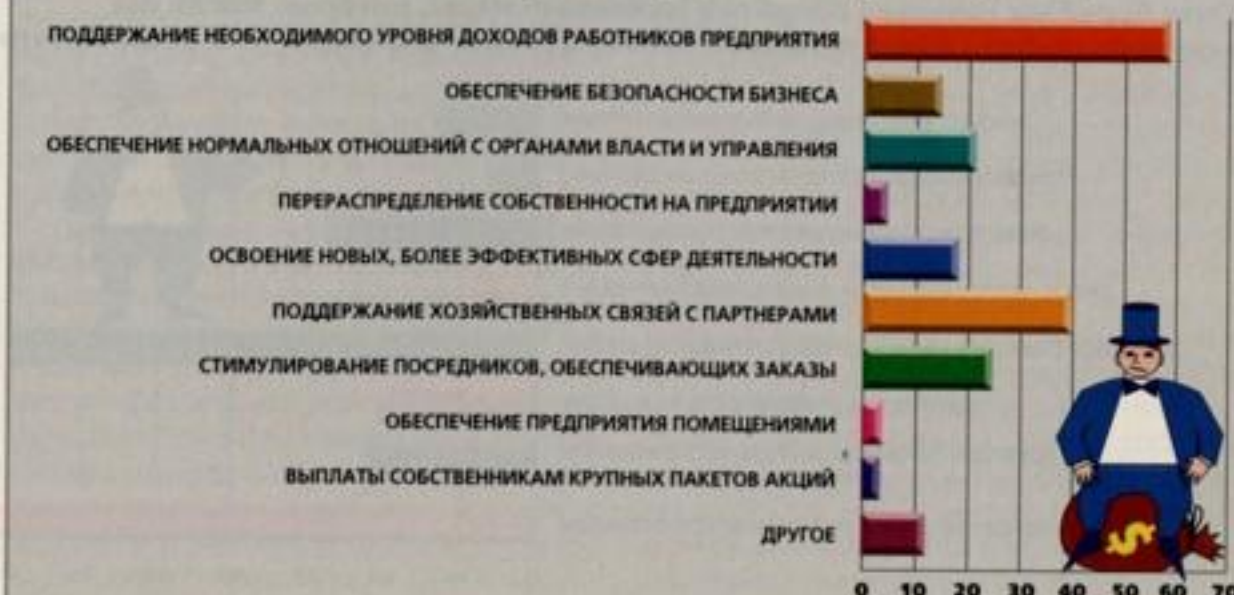 ПОДДЕРЖАНИЕ НЕОБХОДИМОГО УРОВНЯ ДОХОДОВ РАБОТНИКОВ ПРЕДПРИЯТИЯ
ОБЕСПЕЧЕНИЕ БЕЗОПАСНОСТИ БИЗНЕСА
ОБЕСПЕЧЕНИЕ НОРМАЛЬНЫХ ОТНОШЕНИЙ С ОРГАНАМИ ВЛАСТИ И УПРАВЛЕНИЯ
ПЕРЕРАСПРЕДЕЛЕНИЕ СОБСТВЕННОСТИ НА ПРЕДПРИЯТИИ
ОСВОЕНИЕ НОВЫХ, БОЛЕЕ ЭФФЕКТИВНЫХ СФЕР ДЕЯТЕЛЬНОСТИ
ПОДДЕРЖАНИЕ ХОЗЯЙСТВЕННЫХ СВЯЗЕЙ С ПАРТНЕРАМИ
СТИМУЛИРОВАНИЕ ПОСРЕДНИКОВ, ОБЕСПЕЧИВАЮЩИХ ЗАКАЗЫ
ОБЕСПЕЧЕНИЕ ПРЕДПРИЯТИЯ ПОМЕЩЕНИЯМИ
ВЫПЛАТЫ СОБСТВЕННИКАМ КРУПНЫХ ПАКЕТОВ АКЦИЙ
ДРУГОЕ
$
0 10 20 30 40 50 60 70